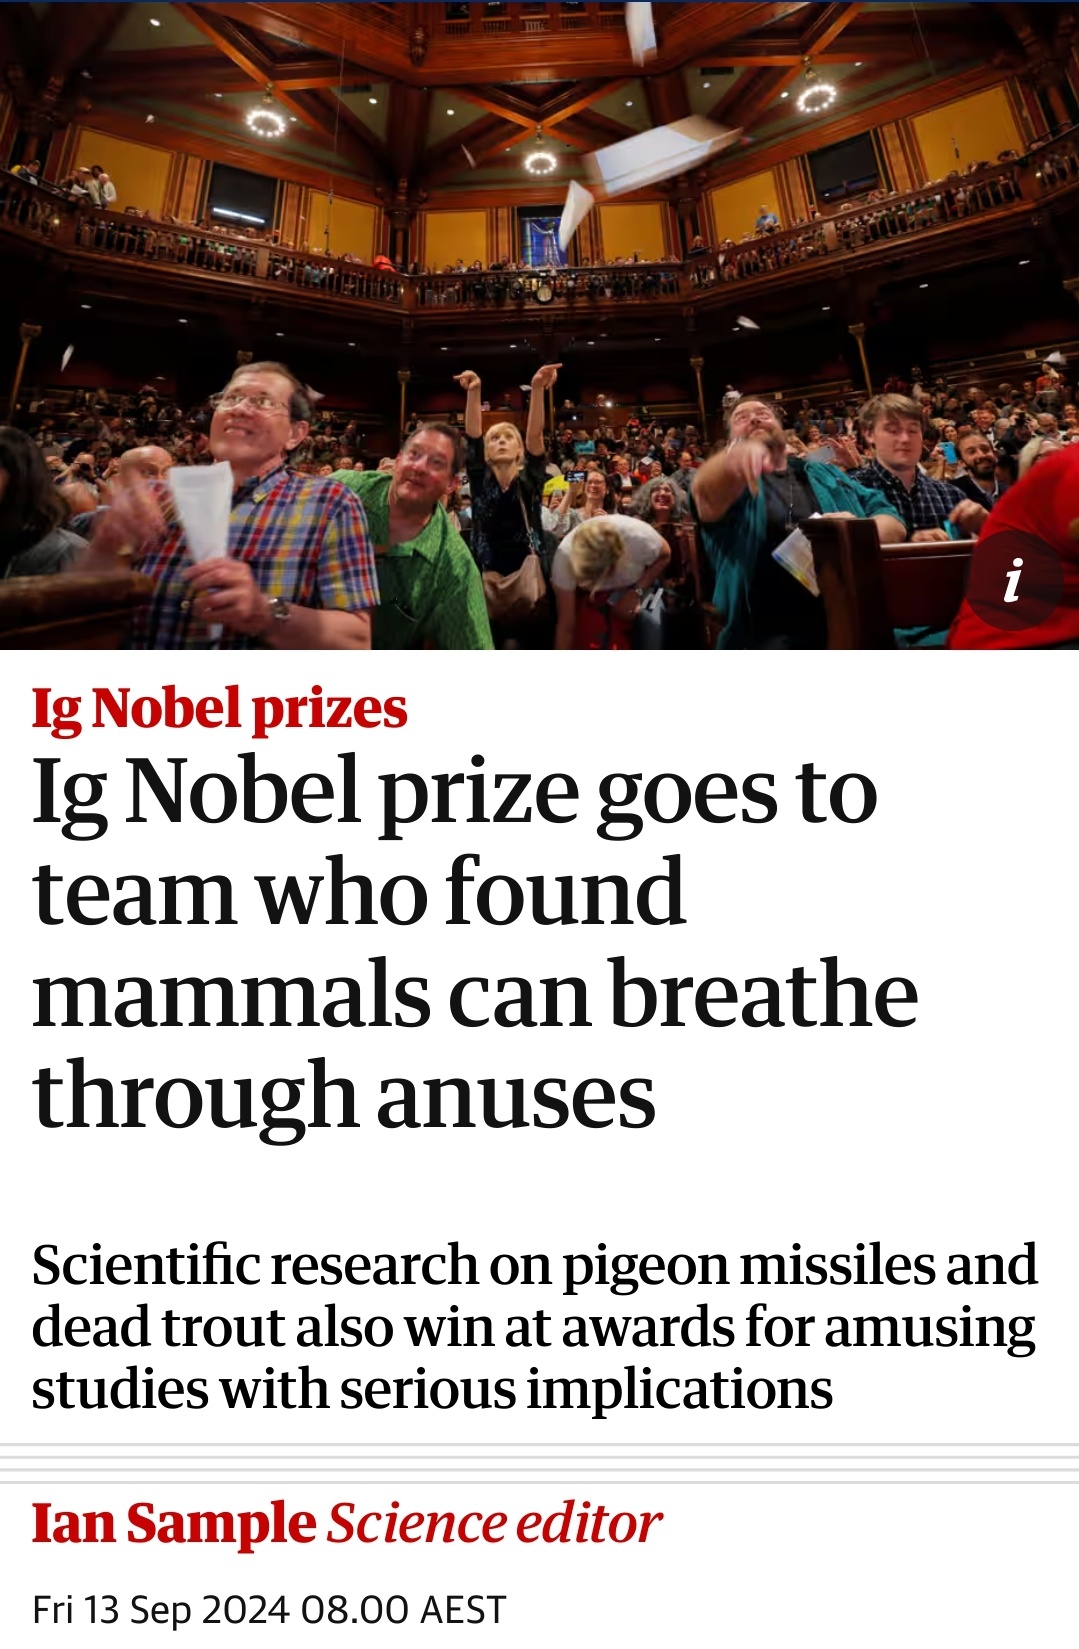 i
Ig Nobel prizes
Ig Nobel prize goes to
team who found
mammals can breathe
through anuses
Scientific research on pigeon missiles and
dead trout also win at awards for amusing
studies with serious implications
Ian Sample Science editor
Fri 13 Sep 2024 08.00 AEST